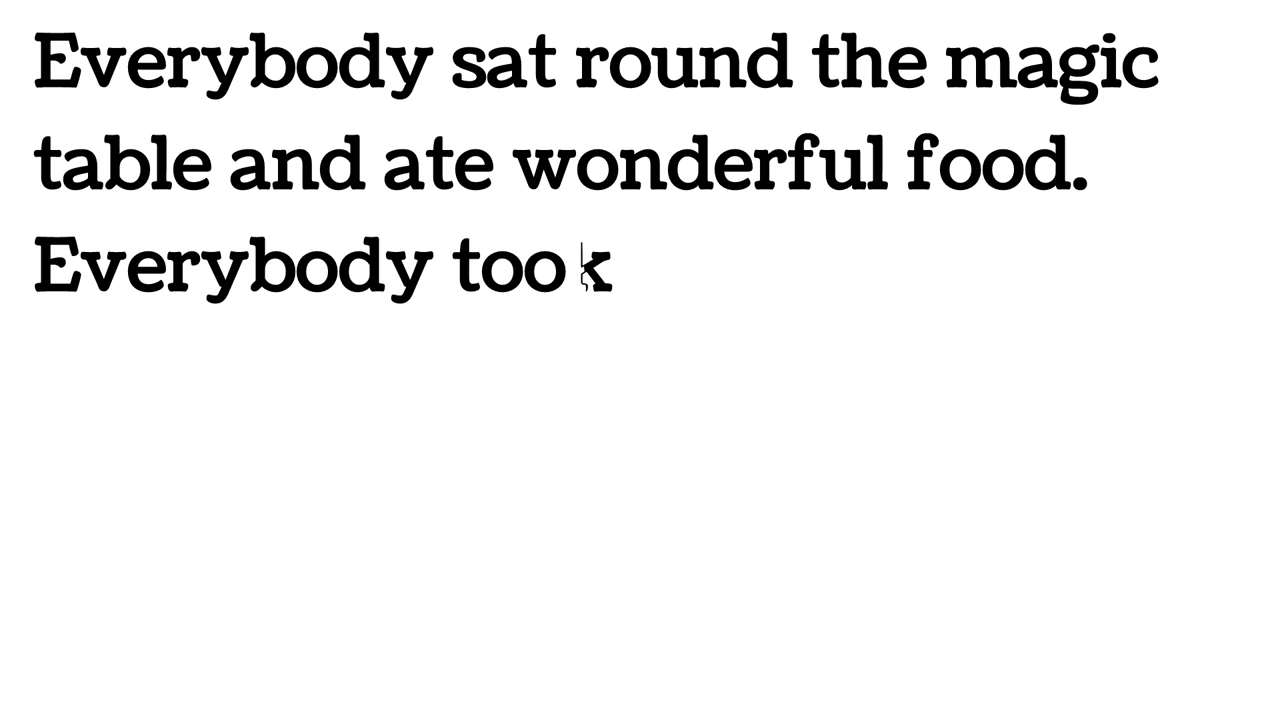 Everybody sat round the magic
table and ate wonderful food.
Everybody took